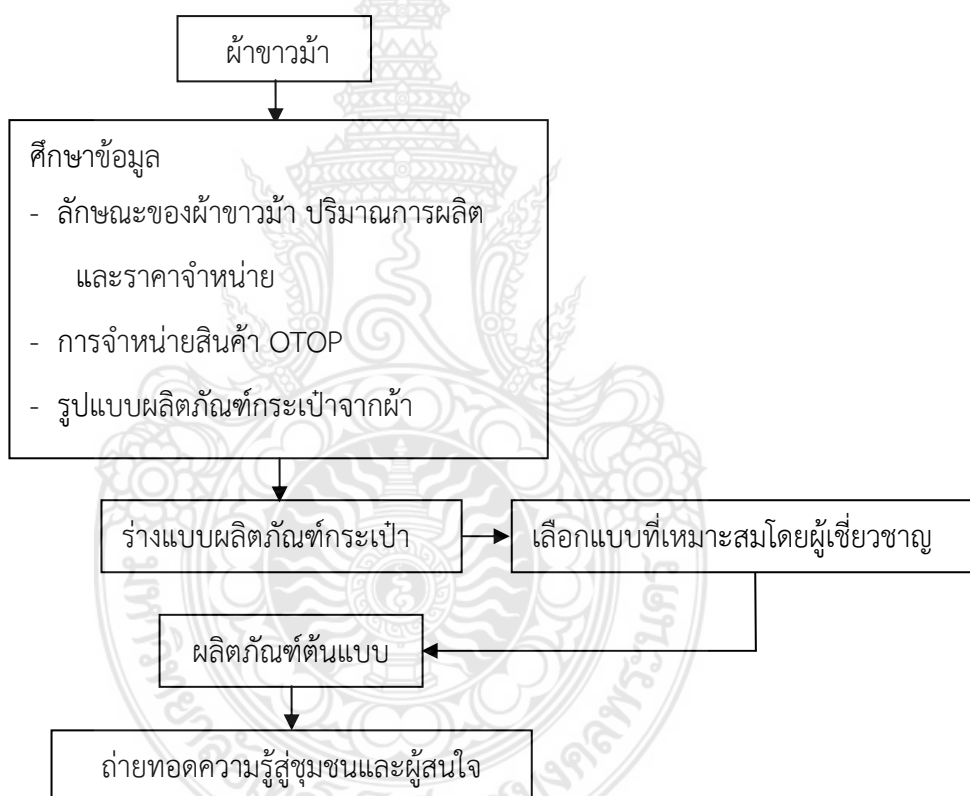 ผ้าขาวม้า
ศึกษาข้อมูล
- ลักษณะของผ้าขาวม้า ปริมาณการผลิต
และราคาจำหน่าย
- การจำหน่ายสินค้า OTOP
- รูปแบบผลิตภัณฑ์กระเป๋าจากผ้า
ร่างแบบผลิตภัณฑ์กระเป๋า
เลือกแบบที่เหมาะสมโดยผู้เชี่ยวชาญ
ผลิตภัณฑ์ต้นแบบ
ถ่ายทอดความรู้สู่ชุมชนและผู้สนใจ